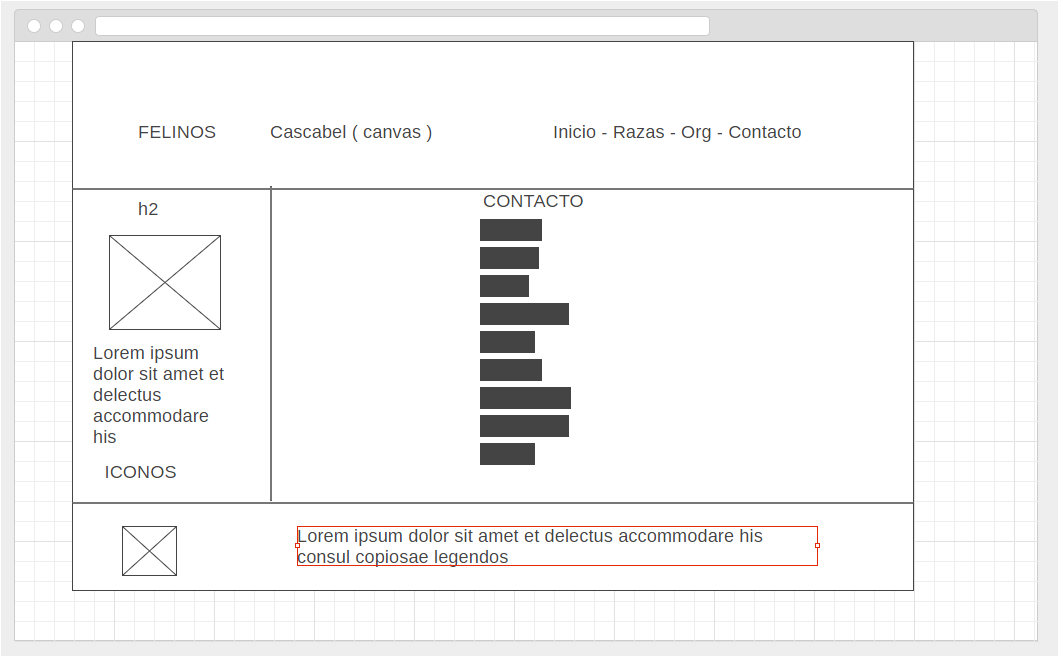 FELINOS Cascabel ( canvas ) Inicio - Razas - Org - Contacto
h2
Lorem ipsum
dolor sit amet et
delectus
accommodare
his
ICONOS
CONTACTO
Lorem ipsum dolor sit amet et delectus accommodare his
consul copiosae legendos